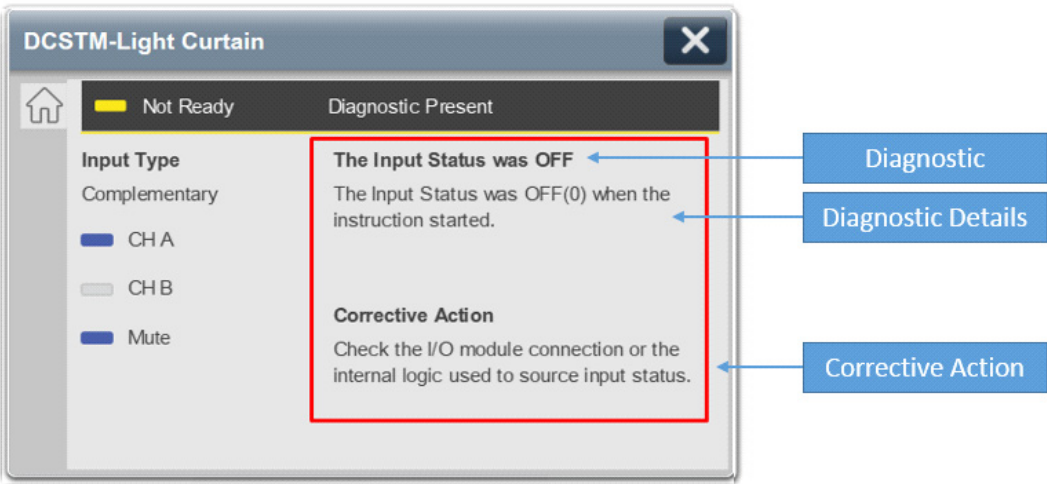 DCSTM-Light Curtain
Not Ready
Diagnostic Present
Input Type
Complementary
CH A
CH B
Mute
The Input Status was OFF
The Input Status was OFF(0) when the
instruction started.
Corrective Action
Check the I/O module connection or the
internal logic used to source input status.
Diagnostic
Diagnostic Details
Corrective Action